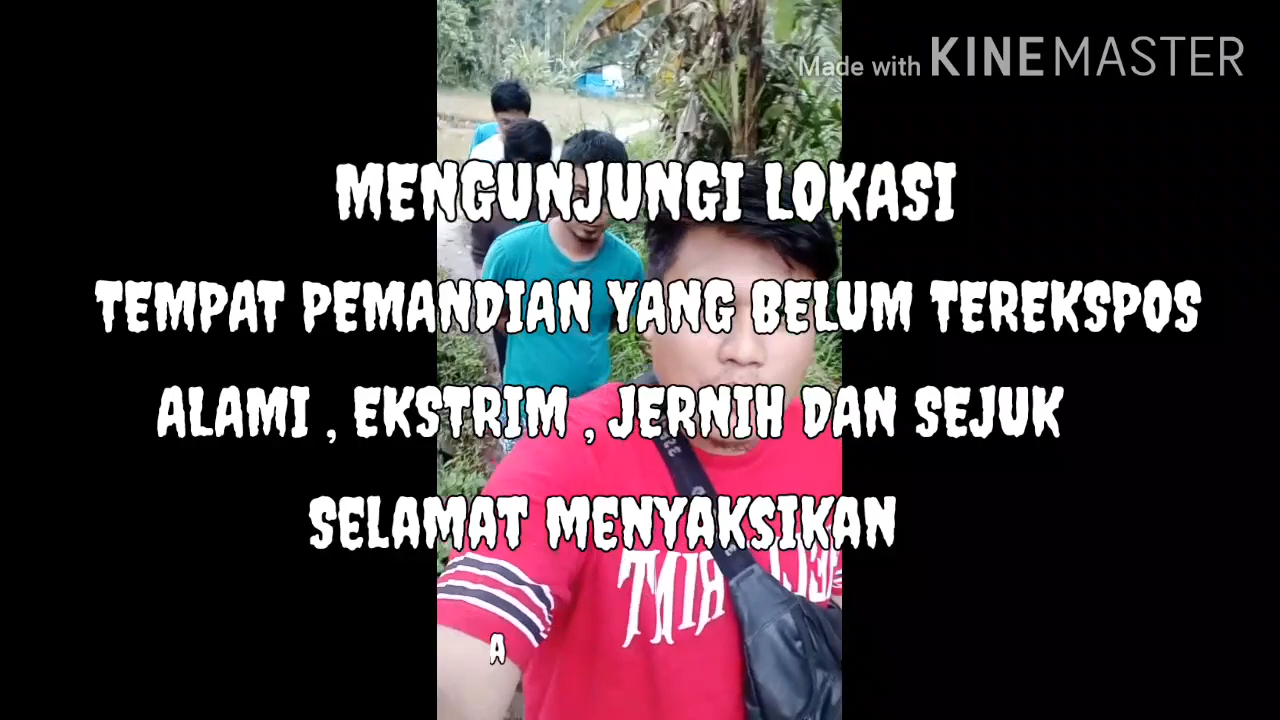 Made with KINEMASTER
MENGUNJUNGI LOKASI
TEMPAT PEMANDIAN YANG BELUM TEREKSPOS
ALAMI , EKSTRIM , JERNIH DAN SEJUK
SELAMAT MENYAKSIKAN
A